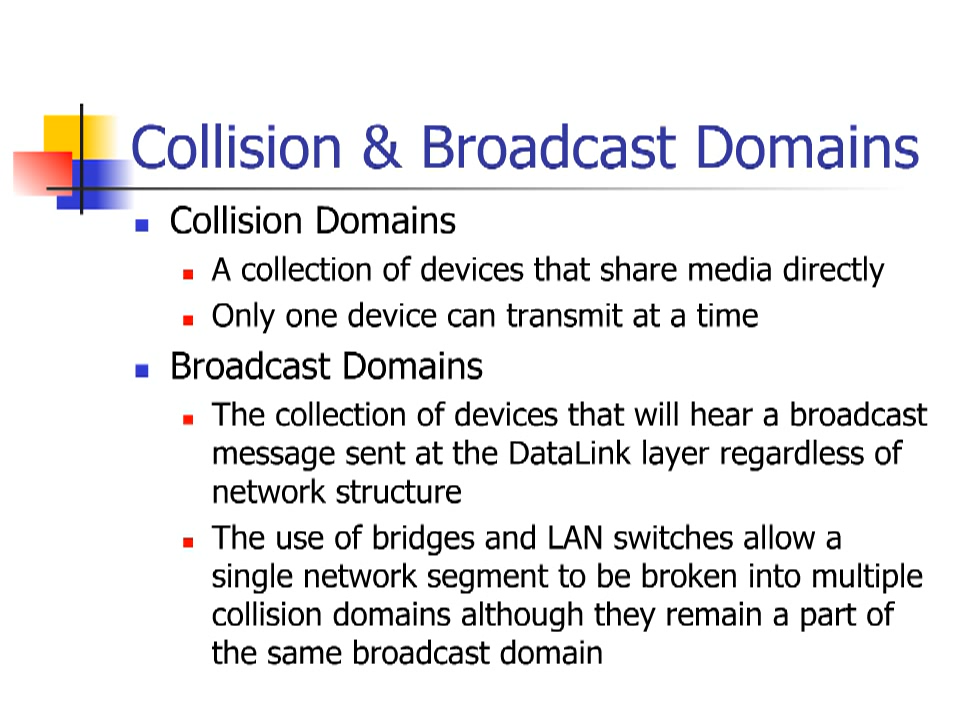 Collision & Broadcast Domains
Collision Domains
A collection of devices that share media directly
Only one device can transmit at a time
Broadcast Domains
The collection of devices that will hear a broadcast
message sent at the DataLink layer regardless of
network structure
The use of bridges and LAN switches allow a
single network segment to be broken into multiple
collision domains although they remain a part of
the same broadcast domain